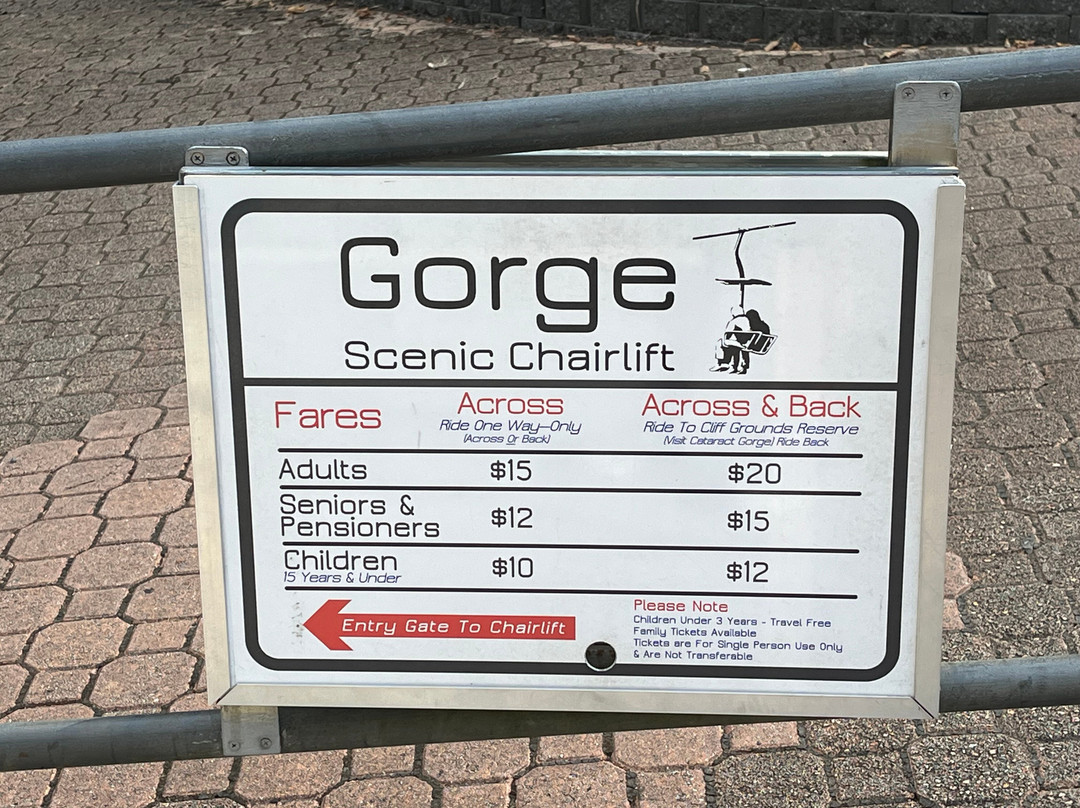 Gorge
Scenic Chairlift
Fares
Across
Ride One Way-Only
(Across Or Back)
Across & Back
Ride To Cliff Grounds Reserve
(Visit Cataract Gorge) Ride Back
Adults $15 $20
Seniors &
Pensioners $12 $15
Children $10 $12
15 Years & Under
Entry Gate To Chairlift
Please Note
Children Under 3 Years - Travel Free
Family Tickets Available
Tickets are For Single Person Use Only
& Are Not Transferable